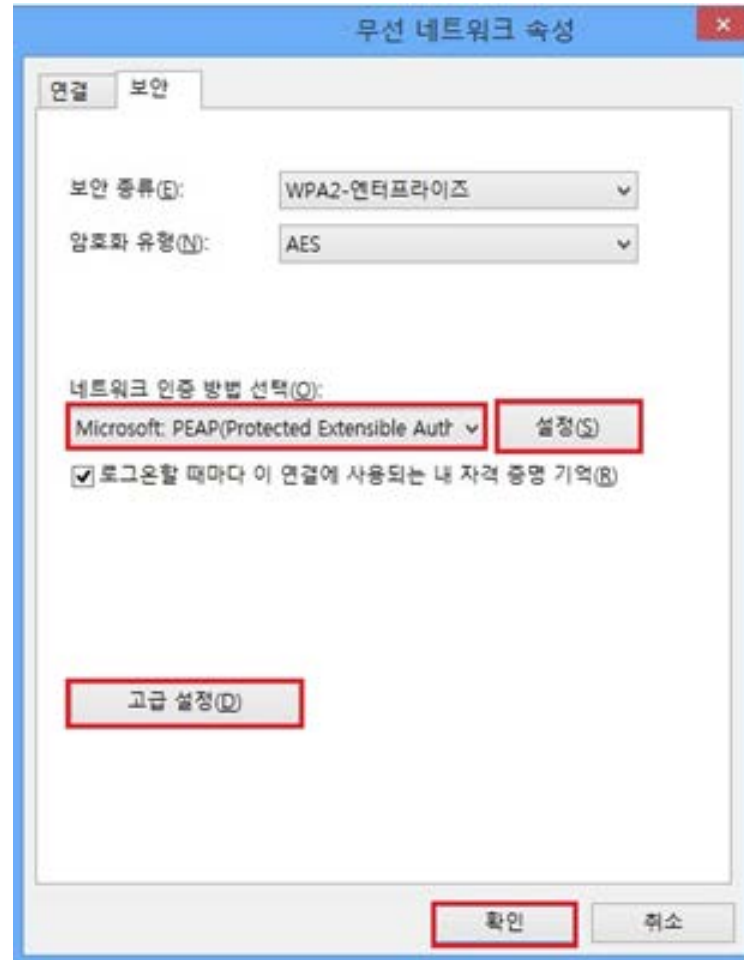 무선 네트워크 속성
연결 보안
보안 종류(E): WPA2-엔터프라이즈
암호화 유형(N): AES
네트워크 인증 방법 선택(O):
Microsoft: PEAP(Protected Extensible Auth 설정(S)
로그온할 때마다 이 연결에 사용되는 내 자격 증명 기억(R)
고급 설정(D)
확인 취소